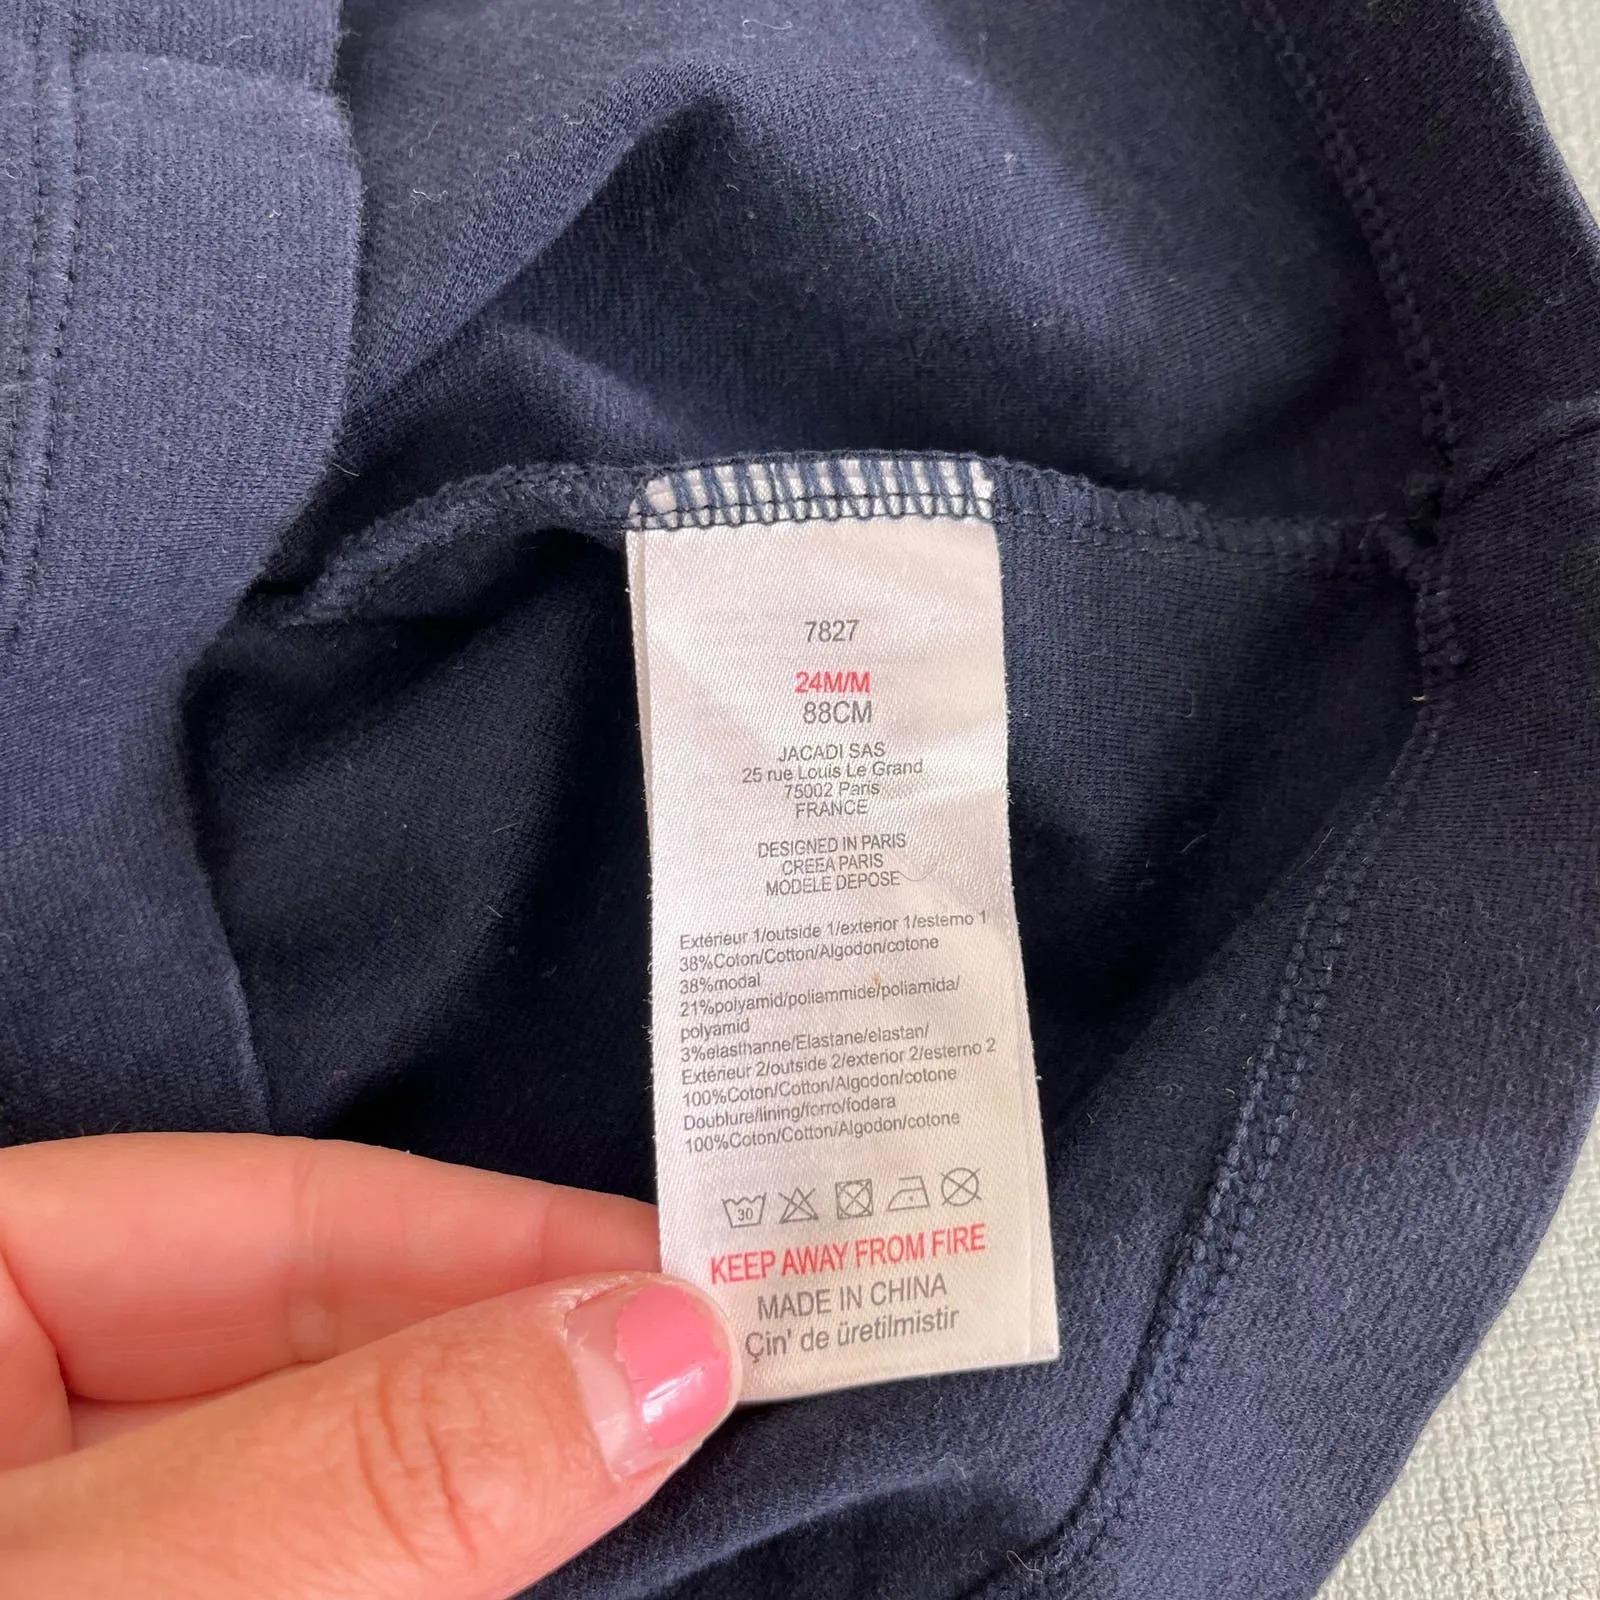 7827
24M/M
88CM
JACADI SAS
25 rue Louis Le Grand
75002 Paris
FRANCE
DESIGNED IN PARIS
CREEA PARIS
MODELE DEPOSE
Extérieur 1/outside 1/exterior 1/esterno 1
38%Coton/Cotton/Algodon/cotone
38%modal
21%polyamid/poliammide/poliamida/
polyamid
3%elasthanne/Elastane/elastan/
Extérieur 2/outside 2/exterior 2/esterno 2
100%Coton/Cotton/Algodon/cotone
Doublure/lining/forro/fodera
100%Coton/Cotton/Algodon/cotone
30
KEEP AWAY FROM FIRE
MADE IN CHINA
Çin' de üretilmistir